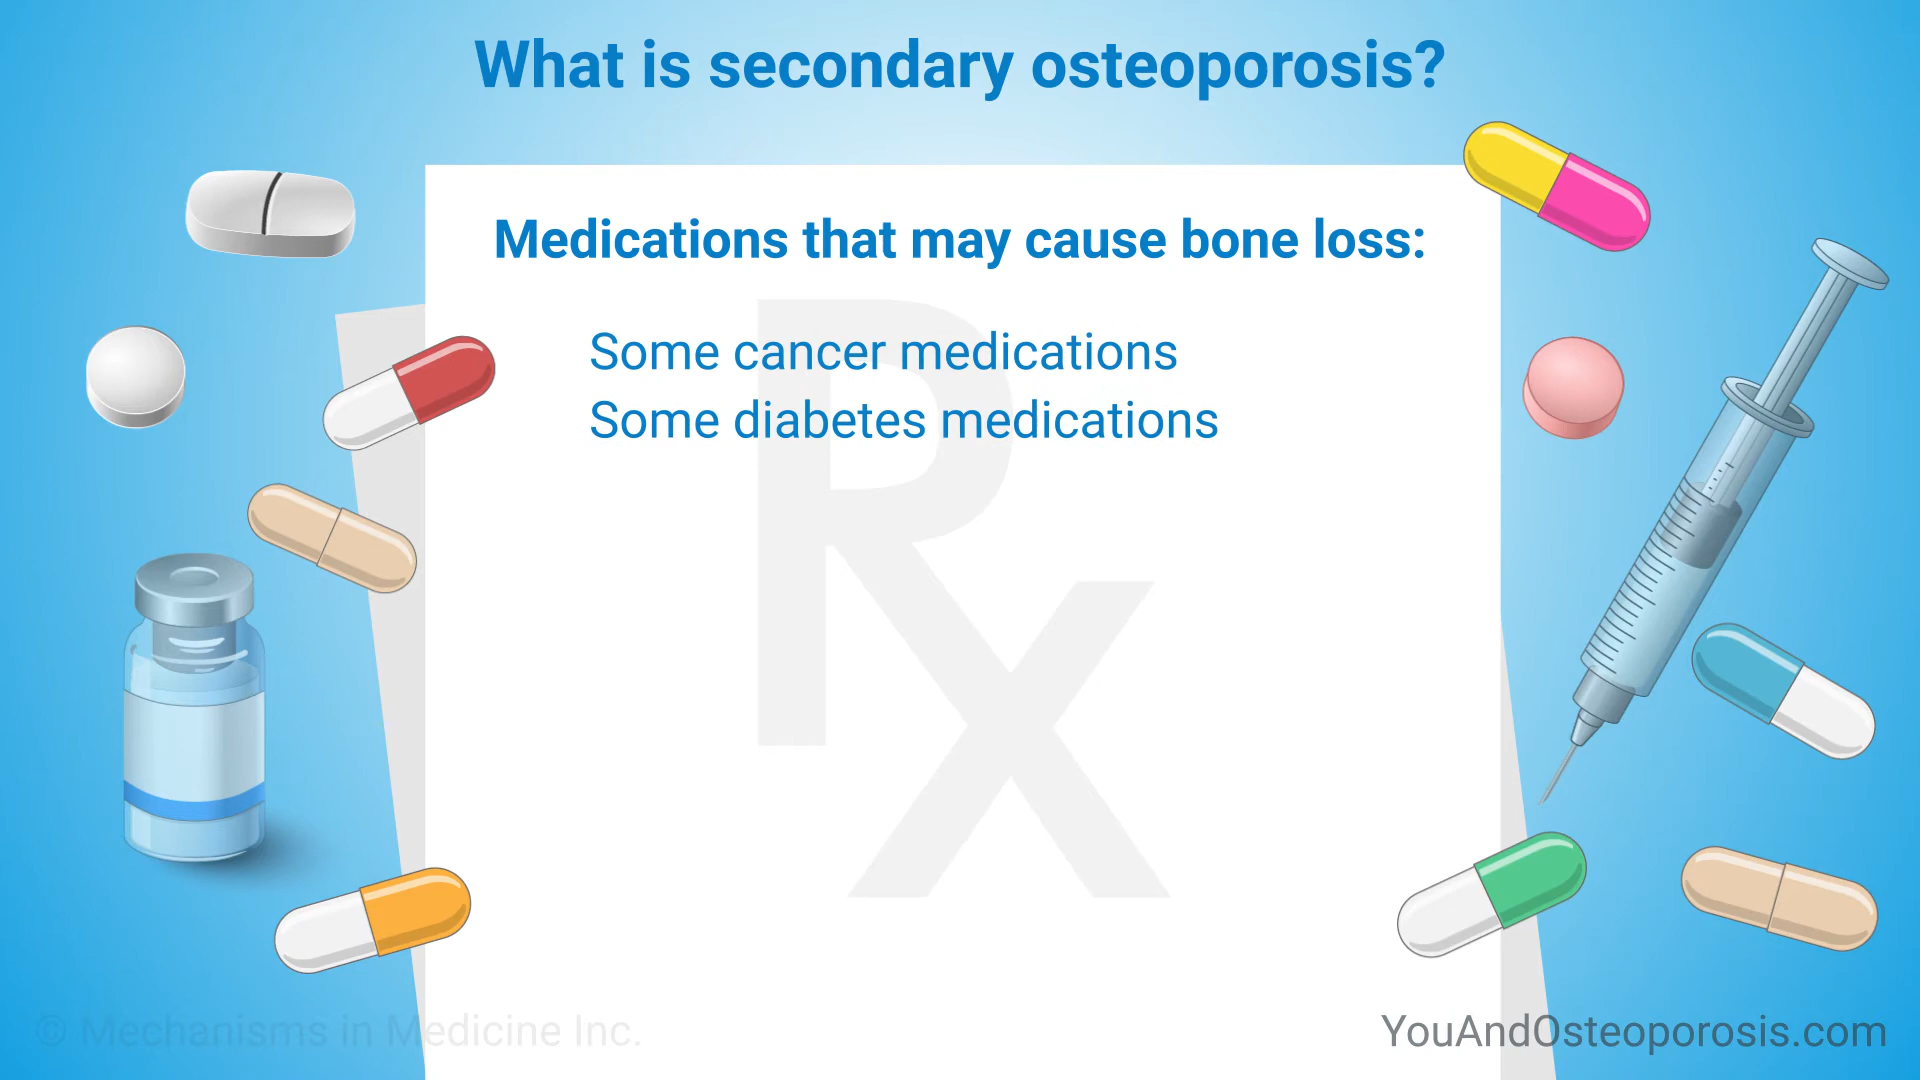 What is secondary osteoporosis?
Medications that may cause bone loss:
Some cancer medications
Some diabetes medications
Rx
© Mechanisms in Medicine Inc.
YouAndOsteoporosis.com